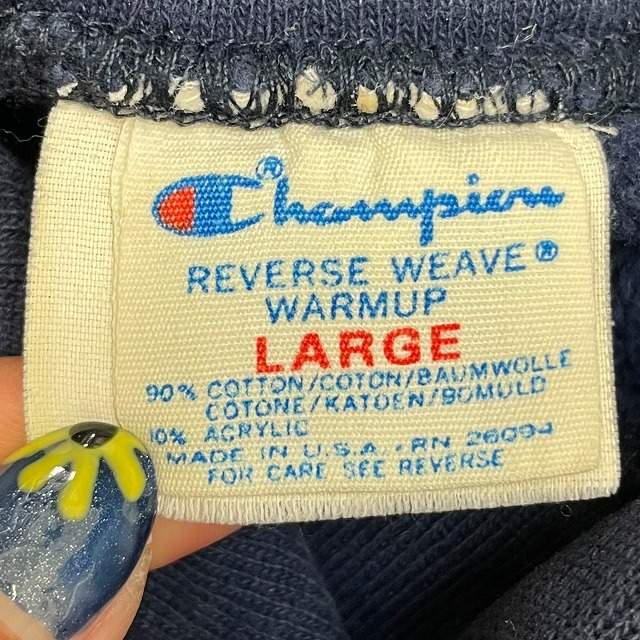 Champion®
REVERSE WEAVE®
WARMUP
LARGE
90% COTTON/COTON/BAUMWOLLE
COTONE/KATOEN/BOMULD
10% ACRYLIC
MADE IN U.S.A. • RN 26094
FOR CARE SEE REVERSE